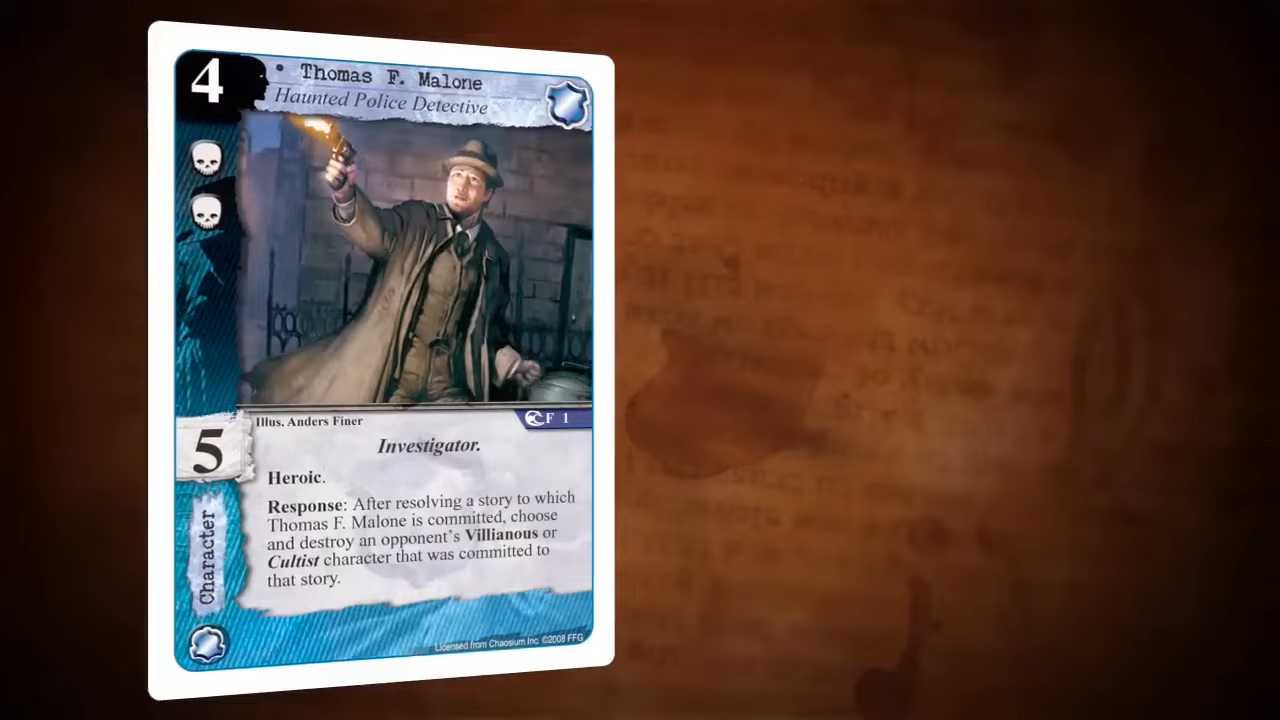 4
• Thomas F. Malone
Haunted Police Detective
5
Illus. Anders Finer
F 1
Investigator.
Heroic.
Response: After resolving a story to which
Thomas F. Malone is committed, choose
and destroy an opponent's Villianous or
Cultist character that was committed to
that story.
Character
Licensed from Chaosium Inc. ©2008 FFG